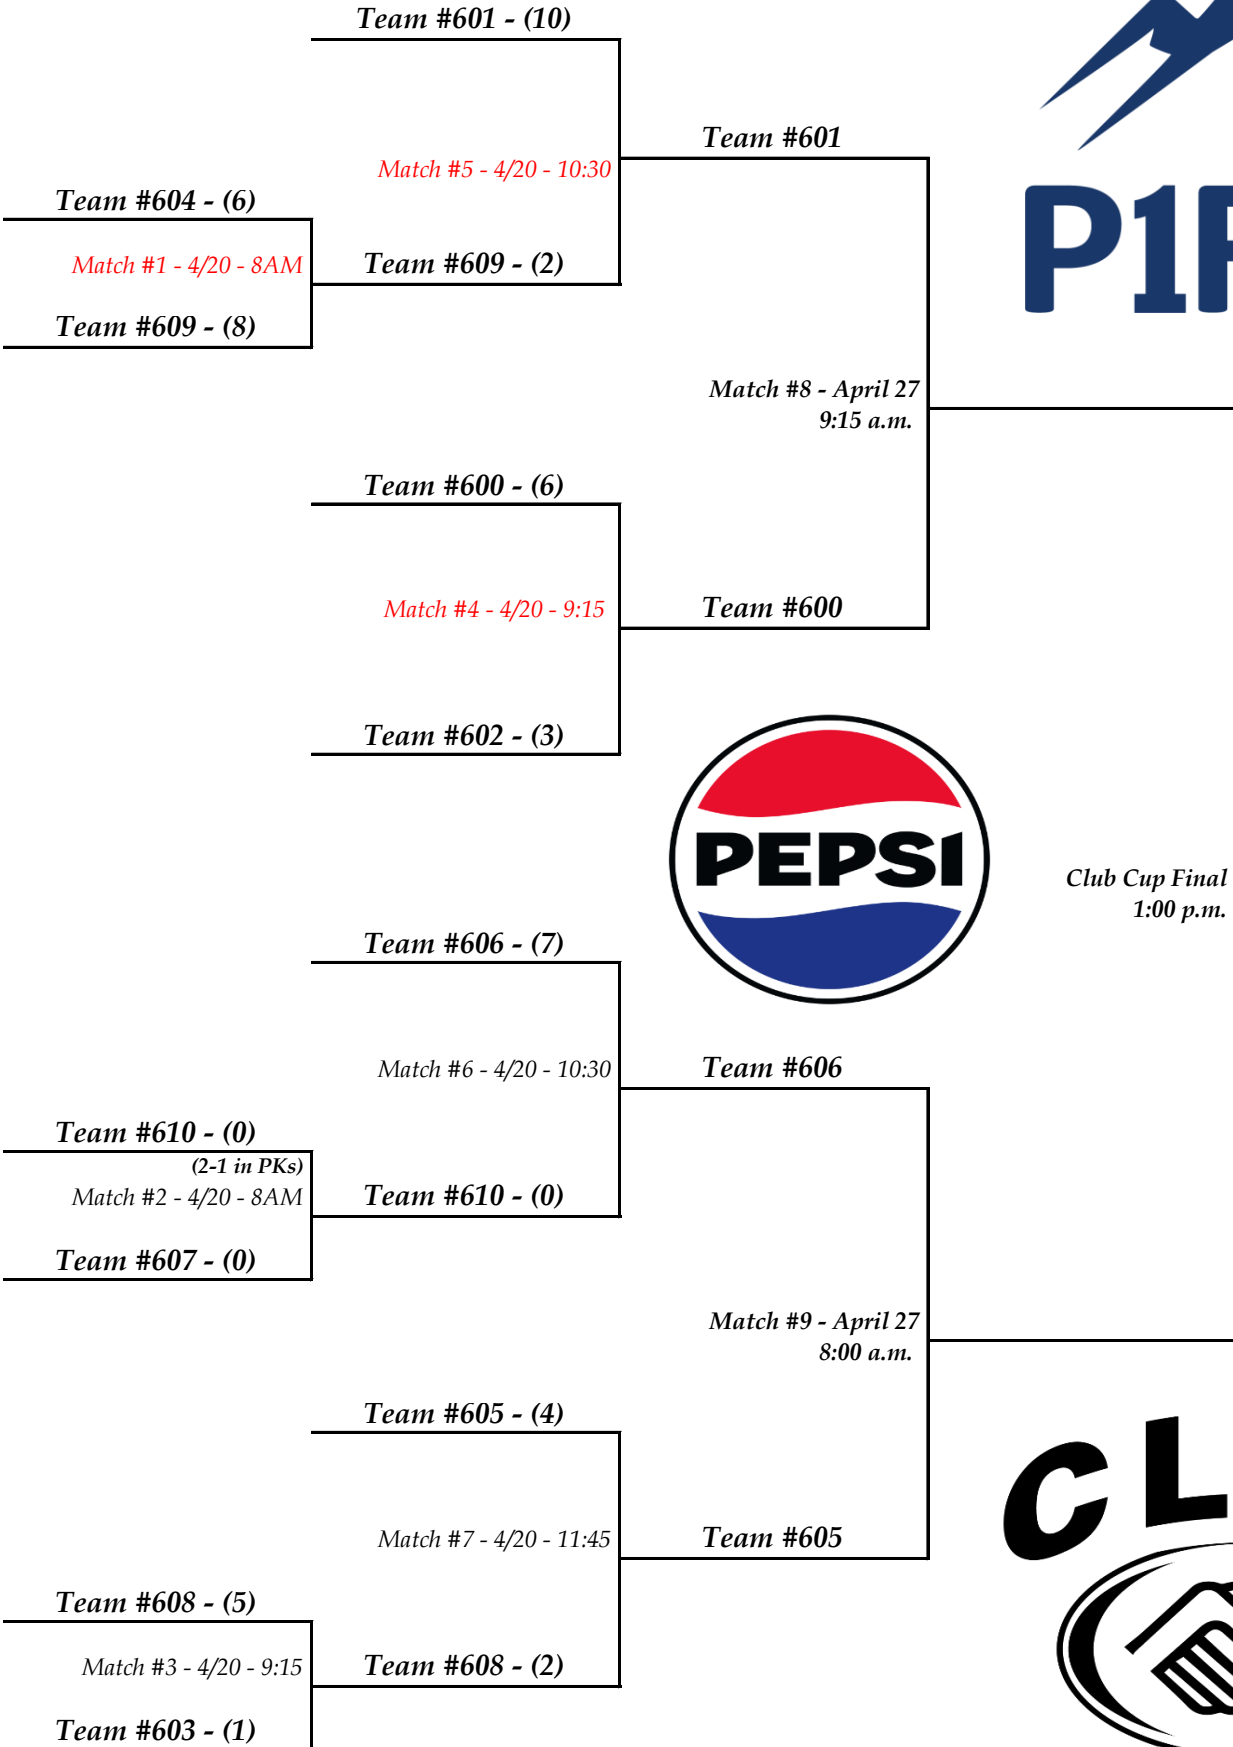 Team #601 - (10)
Team #601
Match #5 - 4/20 - 10:30
Team #604 - (6)
Match #1 - 4/20 - 8AM
Team #609 - (2)
Team #609 - (8)
Match #8 - April 27
9:15 a.m.
Team #600 - (6)
Match #4 - 4/20 - 9:15
Team #600
Team #602 - (3)
PEPSI
Club Cup Final
1:00 p.m.
Team #606 - (7)
Match #6 - 4/20 - 10:30
Team #606
Team #610 - (0)
(2-1 in PKs)
Match #2 - 4/20 - 8AM
Team #610 - (0)
Team #607 - (0)
Match #9 - April 27
8:00 a.m.
Team #605 - (4)
Match #7 - 4/20 - 11:45
Team #605
Team #608 - (5)
Match #3 - 4/20 - 9:15
Team #608 - (2)
Team #603 - (1)
P1
CL